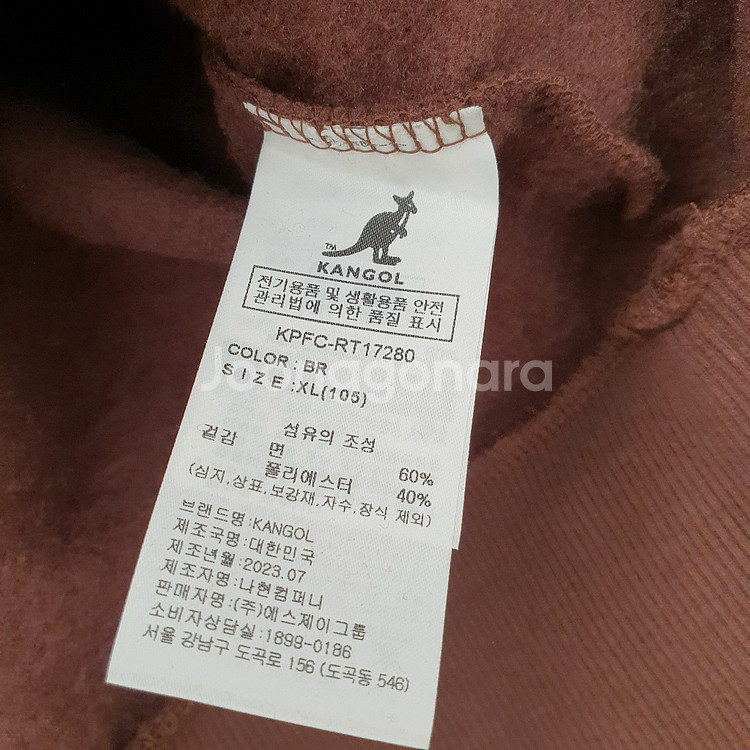 TM
KANGOL
전기용품 및 생활용품 안전
관리법에 의한 품질 표시
KPFC-RT17280
COLOR : BR
SIZE : XL(105)
Joongagonara
섬유의 조성
겉감 면 60%
폴리에스터 40%
(심지,상표,보강재,자수,장식 제외)
브랜드명:KANGOL
제조국명:대한민국
제조년월:2023.07
제조자명:나현컴퍼니
판매자명:(주)에스제이그룹
소비자상담실:1899-0186
서울 강남구 도곡로 156 (도곡동 546)